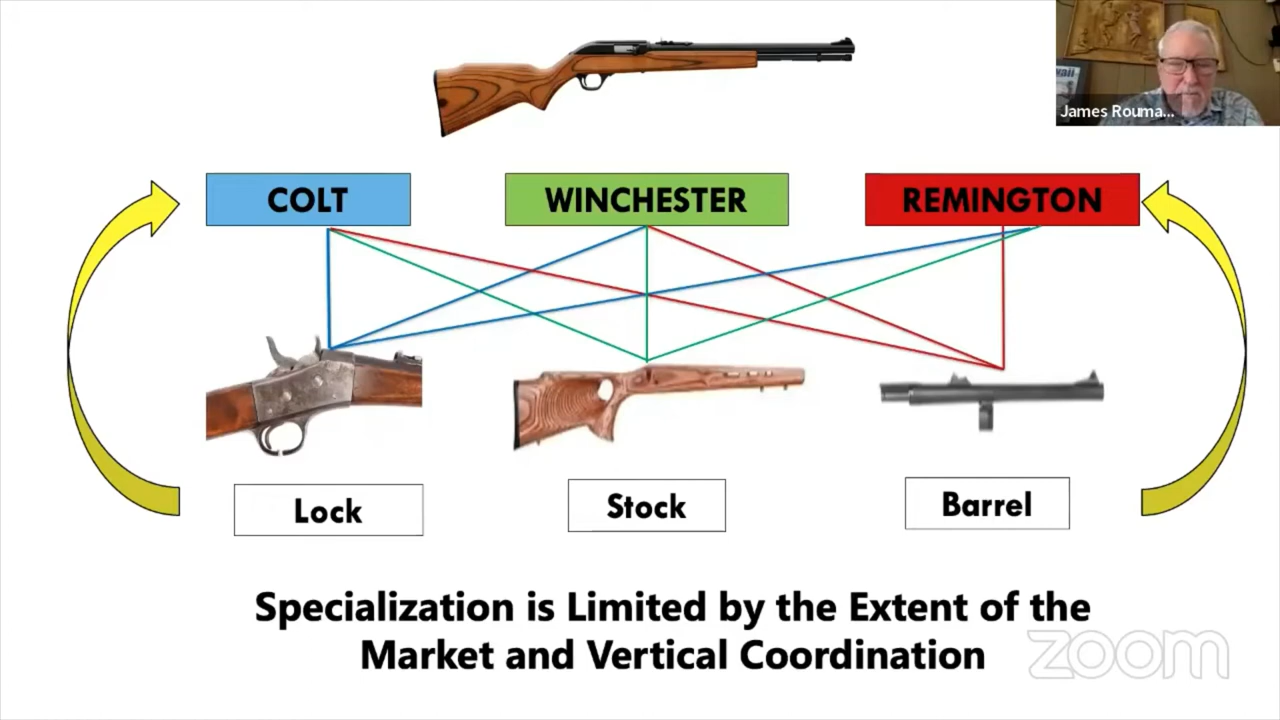 James Rouma...
COLT
WINCHESTER
REMINGTON
Lock
Stock
Barrel
Specialization is Limited by the Extent of the
Market and Vertical Coordination
zoom